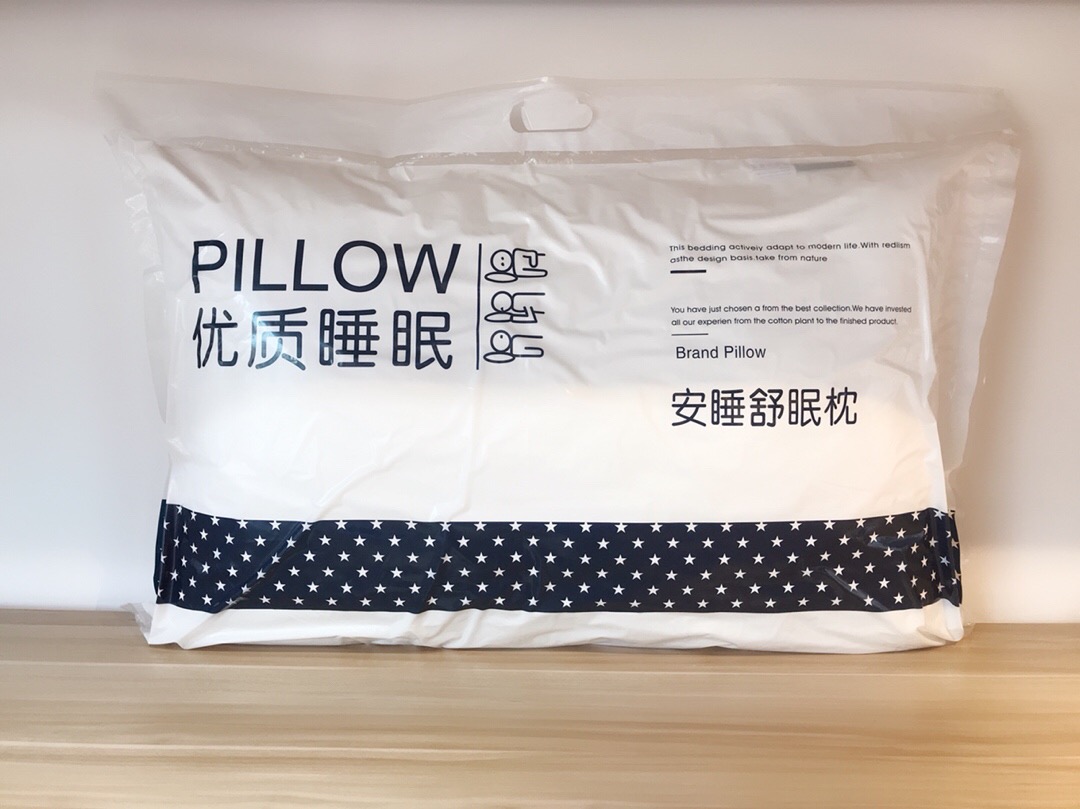 PILLOW
优质睡眠
This bedding actively adapt to modern life With redlism
asthe design basis.take from nature
You have just chosen a from the best collection.We have invested
all our experien from the cotton plant to the finished product.
Brand Pillow
安睡舒眠枕